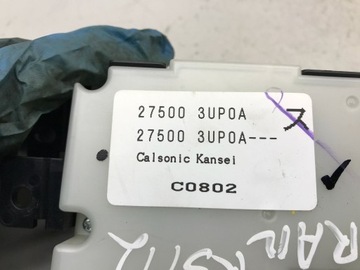 27500 3UP0A
27500 3UP0A---
Calsonic Kansei
C0802